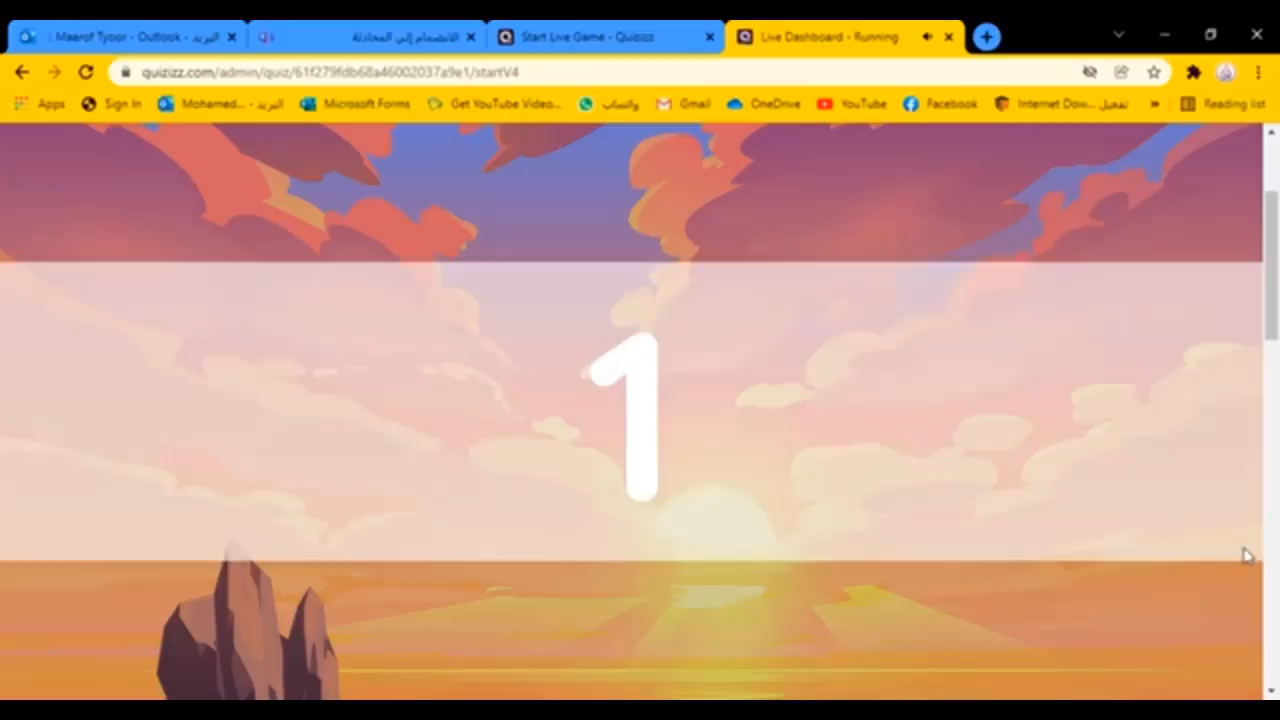 Maarof Tyoor - Outlook - البريد
الانضمام إلى المحادثة
Start Live Game - Quizizz
Live Dashboard - Running
quizizz.com/admin/quiz/61f279fdb68a46002037a9e1/startV4
Apps
Sign In
Mohamed... - البريد
Microsoft Forms
Get YouTube Video...
واتساب
Gmail
OneDrive
YouTube
Facebook
Internet Dow... تفعيل
»
Reading list
1